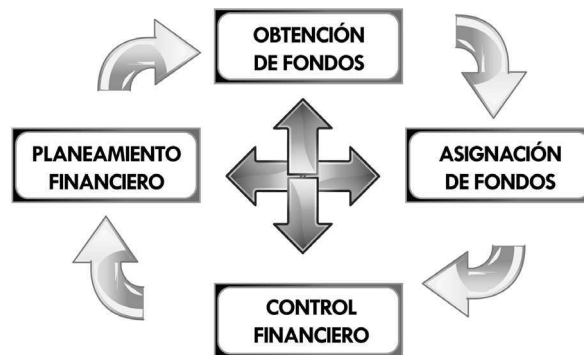 OBTENCIÓN
DE FONDOS
PLANEAMIENTO
FINANCIERO
ASIGNACIÓN
DE FONDOS
CONTROL
FINANCIERO